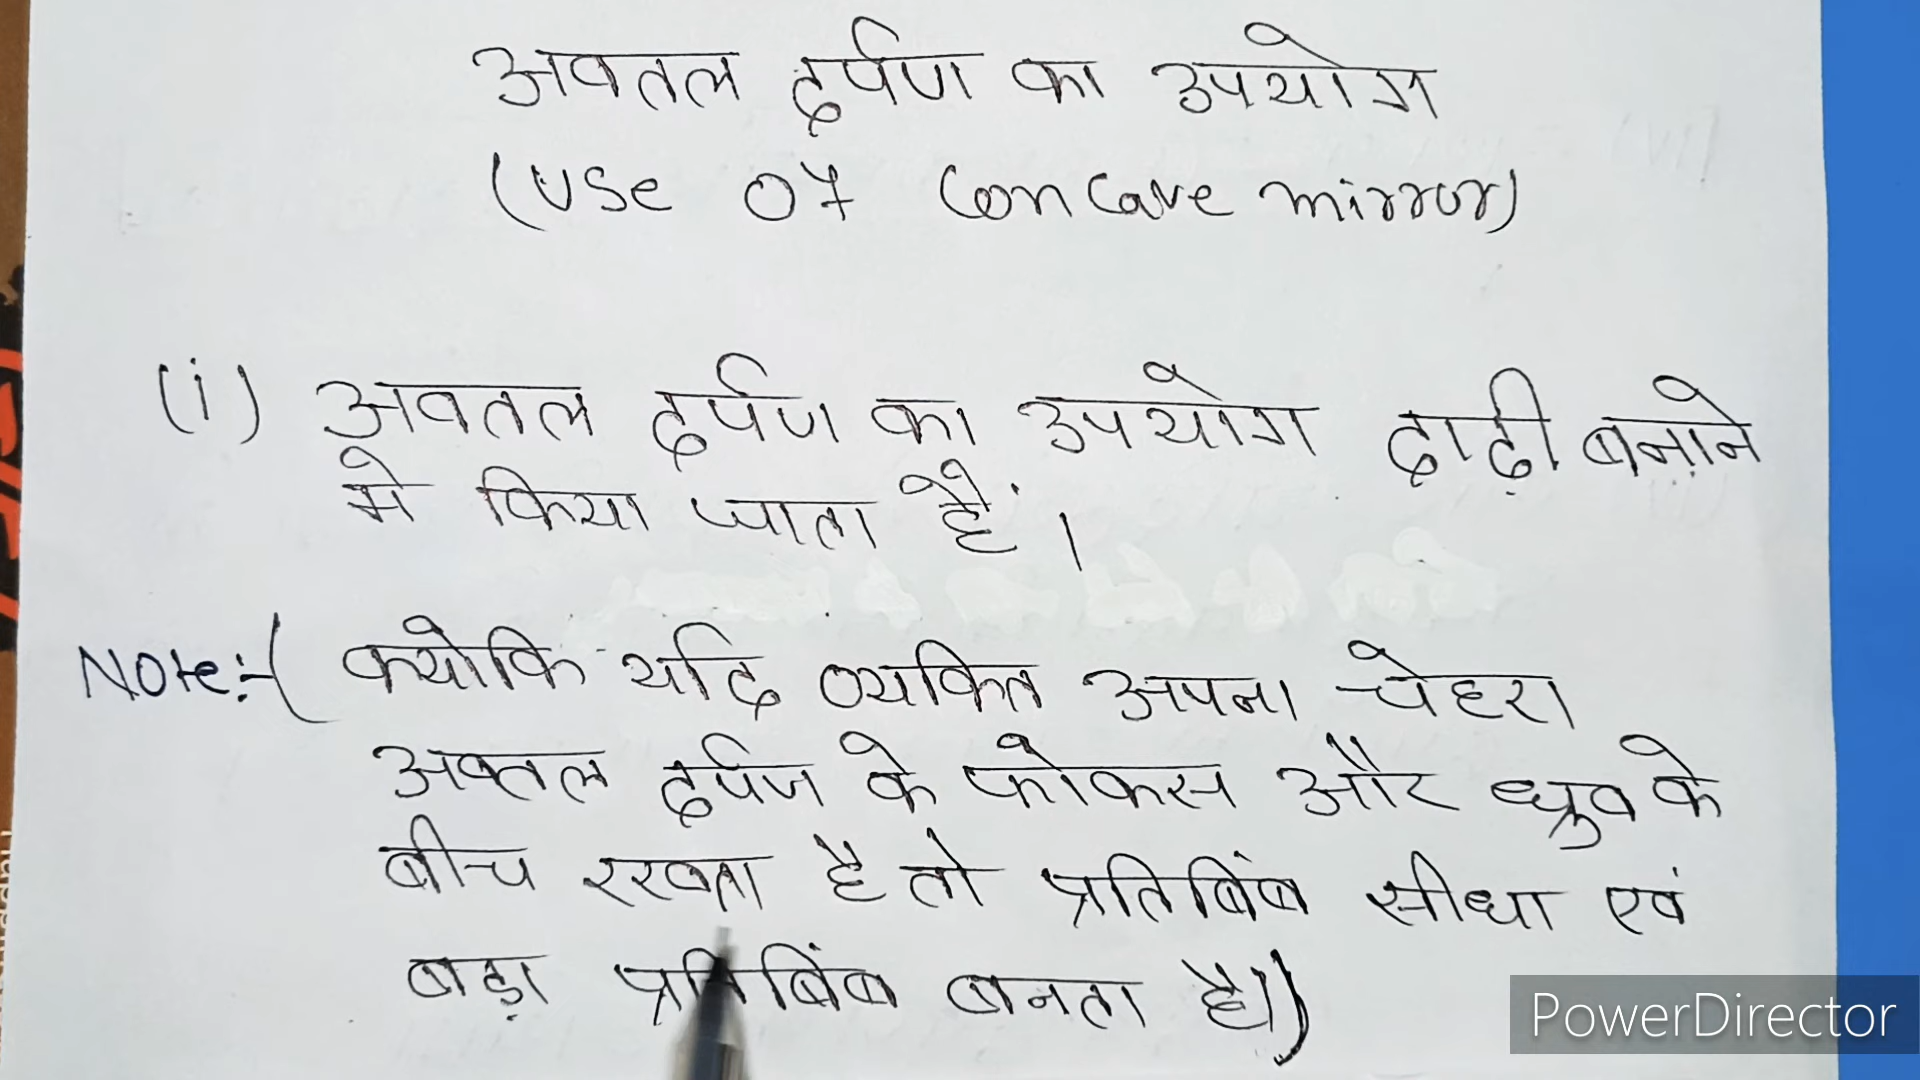 अवतल दर्पण का उपयोग
(Use of Concave mirror)
(i) अवतल दर्पण का उपयोग दाढ़ी बनाने
मे किया जाता हैं।
Note:-( क्योकि यदि व्यक्ति अपना चेहरा
अवतल दर्पण के फोकस और ध्रुव के
बीच रखता है तो प्रतिबिंब सीधा एवं
बड़ा प्रतिबिंब बनता है।)
PowerDirector